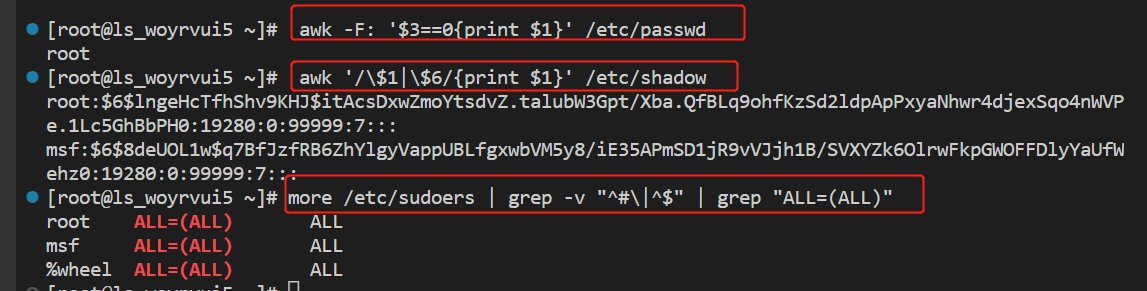 [root@ls_woyrvui5 ~]# awk -F: '$3==0{print $1}' /etc/passwd
root
[root@ls_woyrvui5 ~]# awk '/\$1|\$6/{print $1}' /etc/shadow
root:$6$lngeHcTfhShv9KHJ$itAcsDxwZmoYtsdvZ.talubW3Gpt/Xba.QfBLq9ohfKzSd2ldpApPxyaNhwr4djexSqo4nWVP
e.1Lc5GhBbPH0:19280:0:99999:7:::
msf:$6$8deUOL1w$q7BfJzfRB6ZhYlgyVappUBLfgxwbVM5y8/iE35APmSD1jR9vVJjh1B/SVXYZk6OlrwFkpGWOFFDlyYaUfW
ehz0:19280:0:99999:7:::
[root@ls_woyrvui5 ~]# more /etc/sudoers | grep -v "^#\|^$" | grep "ALL=(ALL)"
root ALL=(ALL) ALL
msf ALL=(ALL) ALL
%wheel ALL=(ALL) ALL
[root@ls_woyrvui5 ~]#